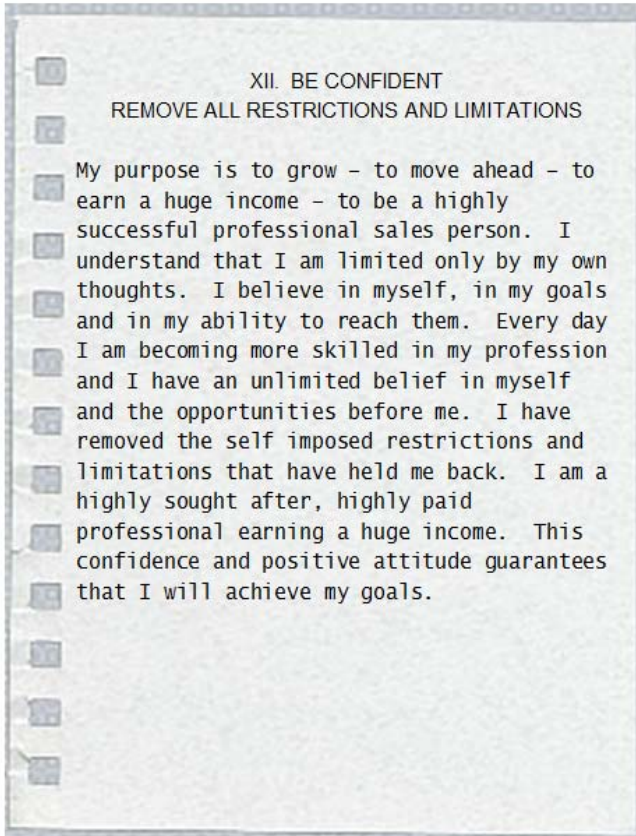 XII. BE CONFIDENT
REMOVE ALL RESTRICTIONS AND LIMITATIONS
My purpose is to grow – to move ahead – to
earn a huge income – to be a highly
successful professional sales person. I
understand that I am limited only by my own
thoughts. I believe in myself, in my goals
and in my ability to reach them. Every day
I am becoming more skilled in my profession
and I have an unlimited belief in myself
and the opportunities before me. I have
removed the self imposed restrictions and
limitations that have held me back. I am a
highly sought after, highly paid
professional earning a huge income. This
confidence and positive attitude guarantees
that I will achieve my goals.